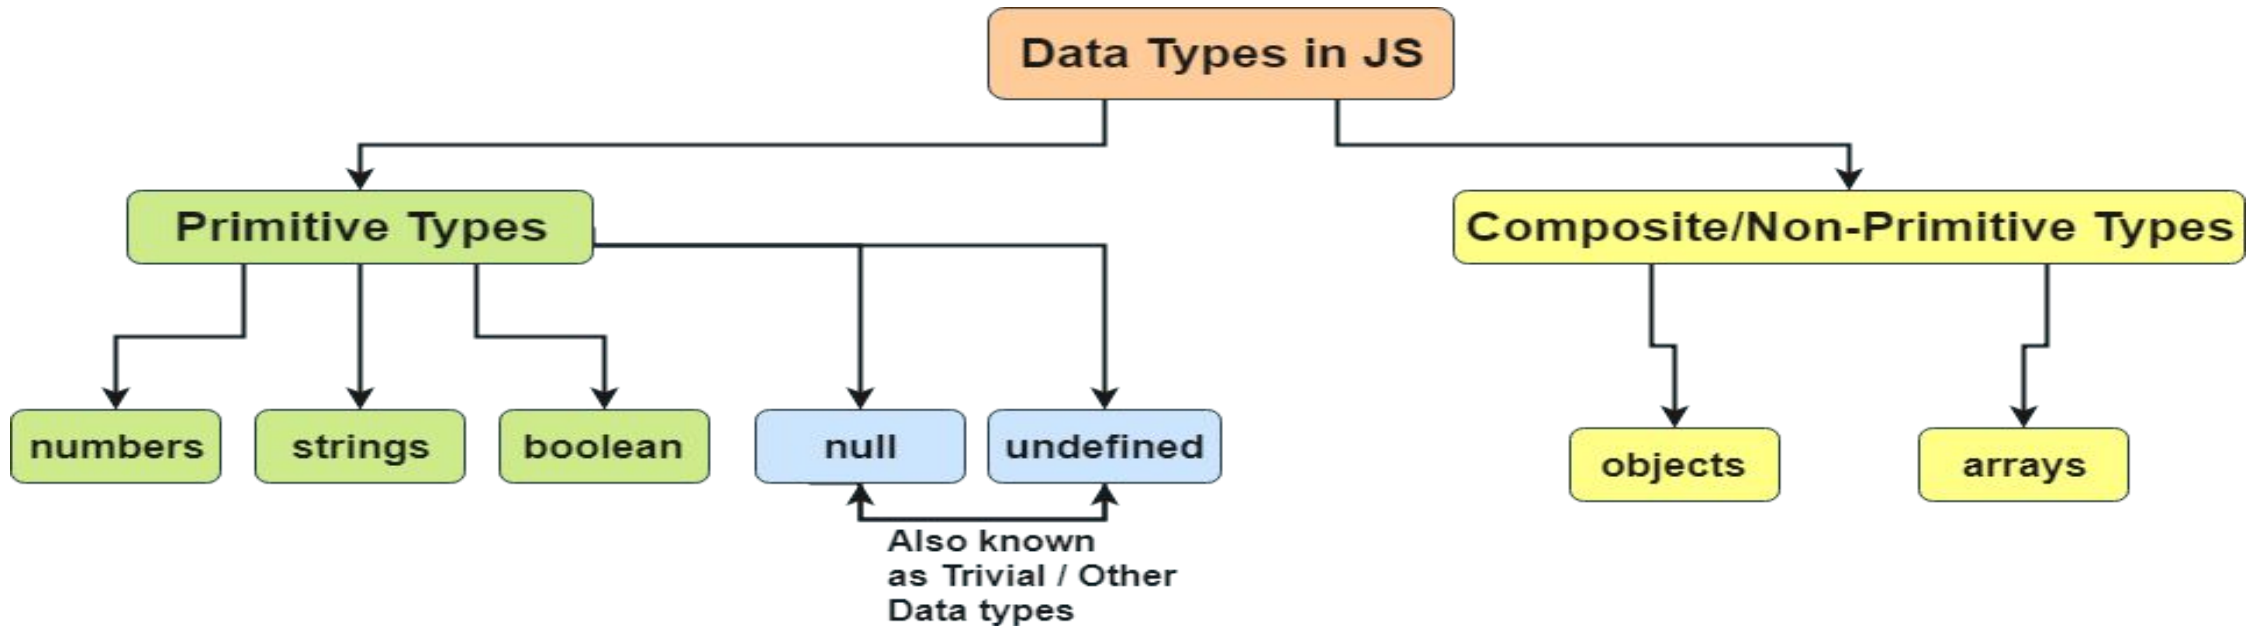 Data Types in JS
Primitive Types
Composite/Non-Primitive Types
numbers
strings
boolean
null
undefined
objects
arrays
Also known
as Trivial / Other
Data types